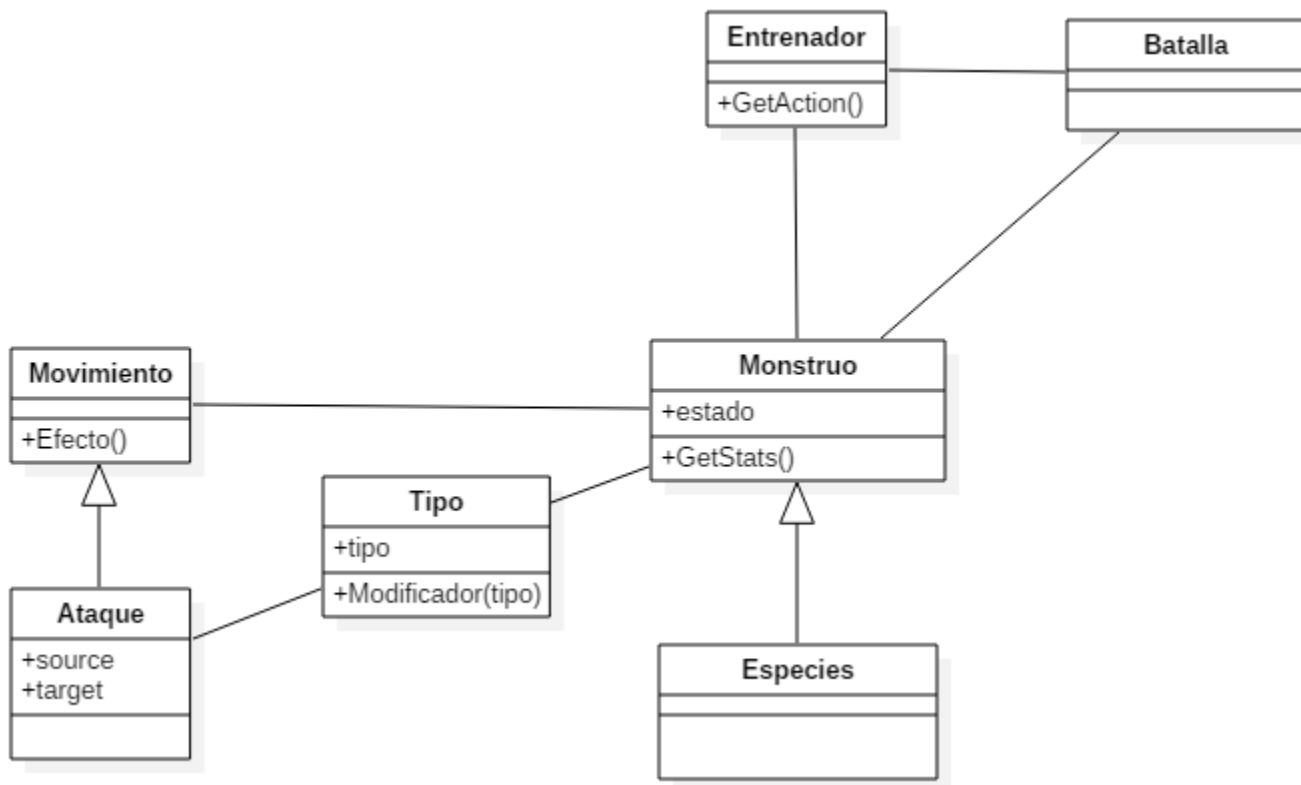 Entrenador
+GetAction()
Batalla
Movimiento
+Efecto()
Monstruo
+estado
+GetStats()
Tipo
+tipo
+Modificador(tipo)
Ataque
+source
+target
Especies